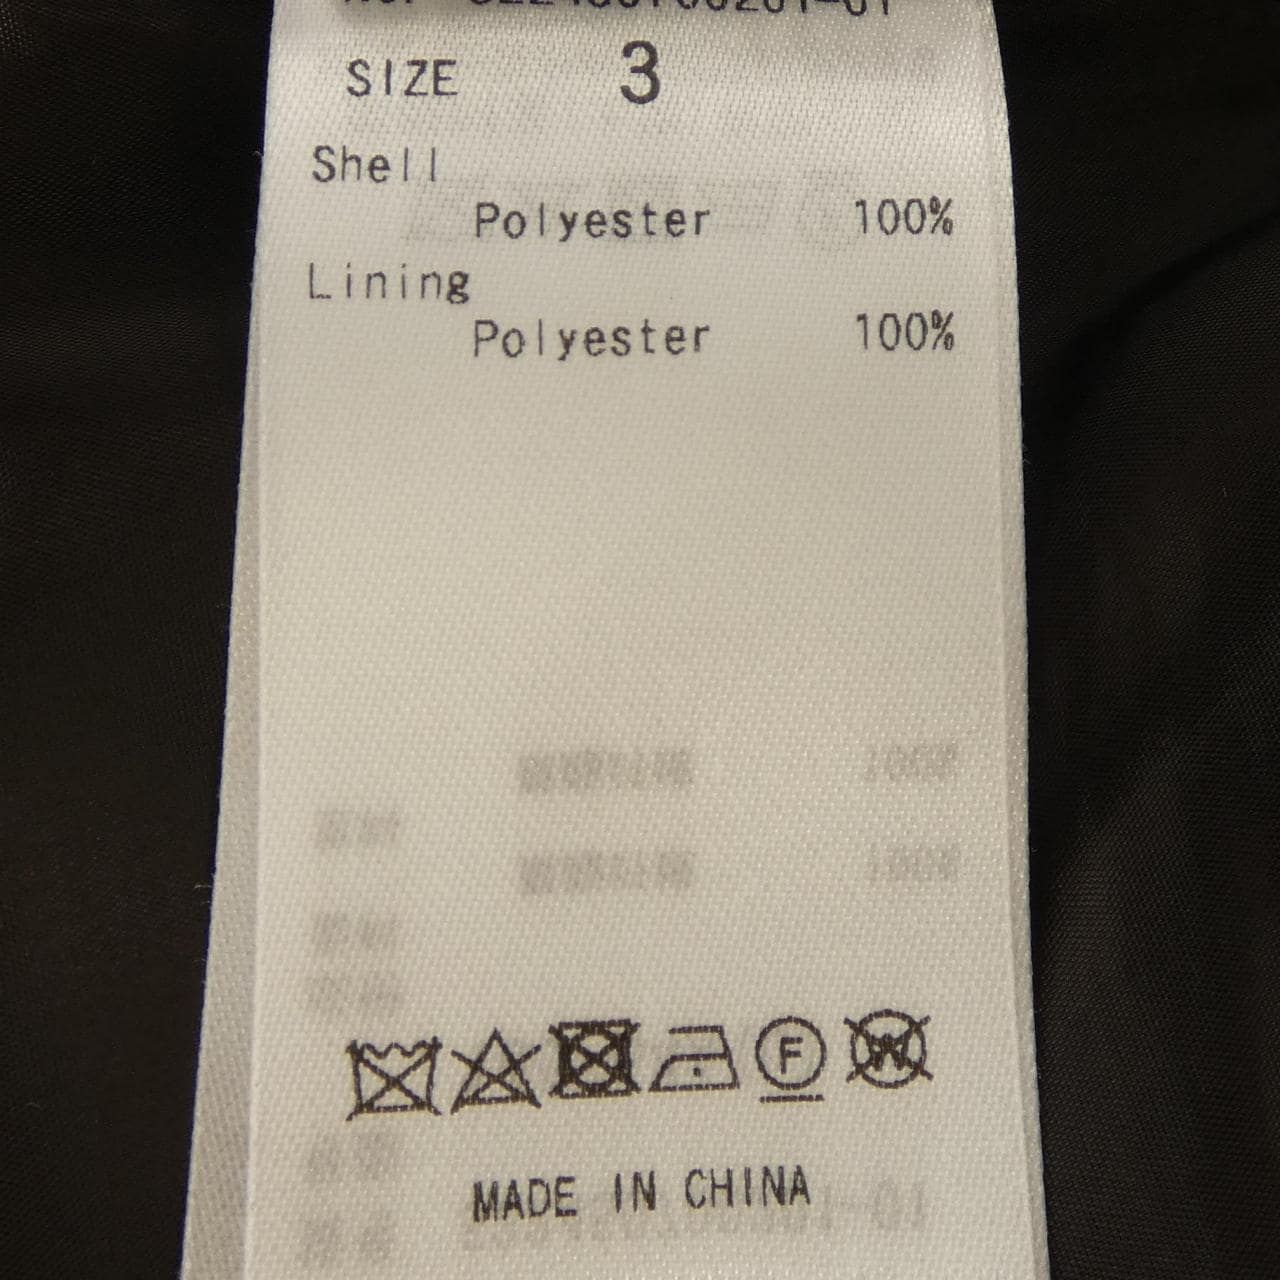 SIZE 3
Shell
Polyester 100%
Lining
Polyester 100%
F
W
MADE IN CHINA